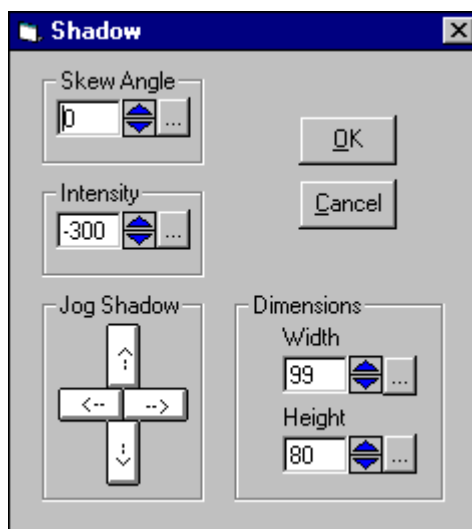 Shadow
Skew Angle
0
...
OK
Intensity
-300
...
Cancel
Jog Shadow
<--
-->
<--
-->
Dimensions
Width
99
...
Height
80
...